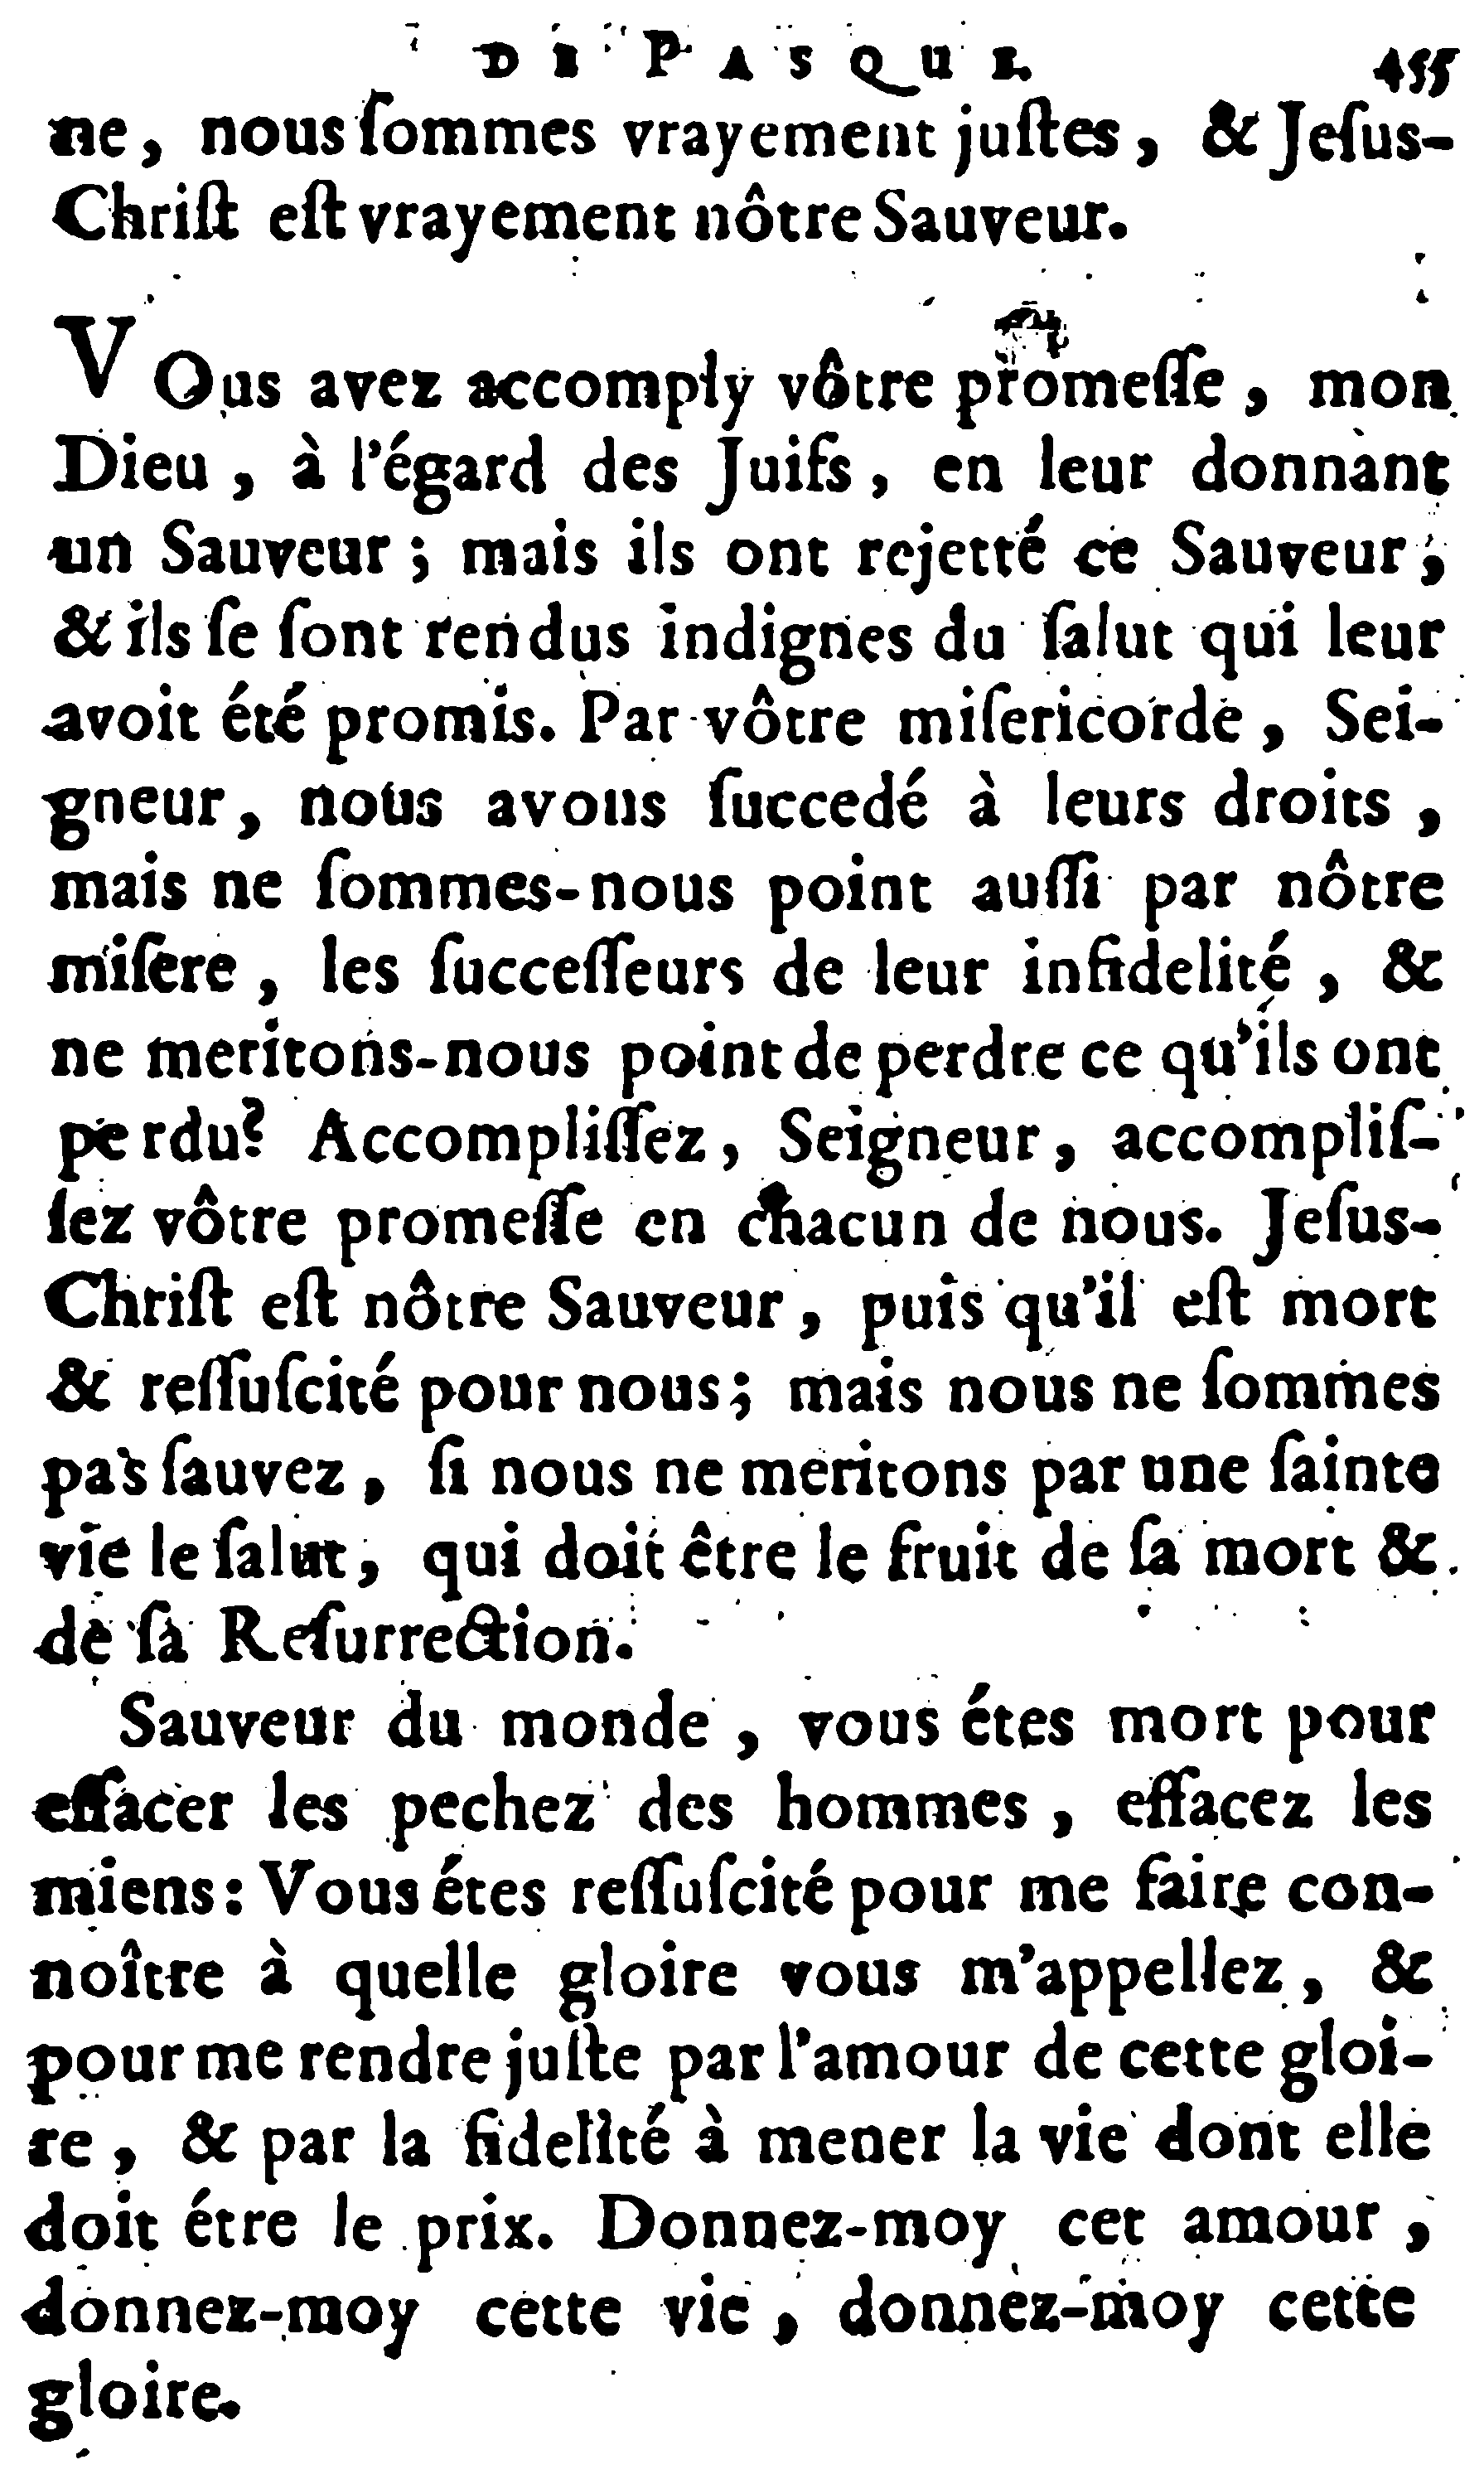 DE PASQUE. 455
ne, nous ſommes vrayement juſtes, & Jeſus-
Chriſt eſt vrayement nôtre Sauveur.
VOus avez accomply vôtre promeſſe, mon
Dieu, à l'égard des Juifs, en leur donnant
un Sauveur; mais ils ont rejetté ce Sauveur,
& ils ſe ſont rendus indignes du ſalut qui leur
avoit été promis. Par vôtre miſericorde, Sei-
gneur, nous avons ſuccedé à leurs droits,
mais ne ſommes-nous point auſſi par nôtre
miſere, les ſucceſſeurs de leur infidelité, &
ne meritons-nous point de perdre ce qu'ils ont
perdu? Accompliſſez, Seigneur, accompliſ-
ſez vôtre promeſſe en chacun de nous. Jeſus-
Chriſt eſt nôtre Sauveur, puis qu'il eſt mort
& reſſuſcité pour nous; mais nous ne ſommes
pas ſauvez, ſi nous ne meritons par une ſainte
vie le ſalut, qui doit être le fruit de ſa mort &
de ſa Reſurrection.
Sauveur du monde, vous étes mort pour
effacer les pechez des hommes, effacez les
miens: Vous étes reſſuſcité pour me faire con-
noître à quelle gloire vous m'appellez, &
pour me rendre juſte par l'amour de cette gloi-
re, & par la fidelité à mener la vie dont elle
doit étre le prix. Donnez-moy cet amour,
donnez-moy cette vie, donnez-moy cette
gloire.